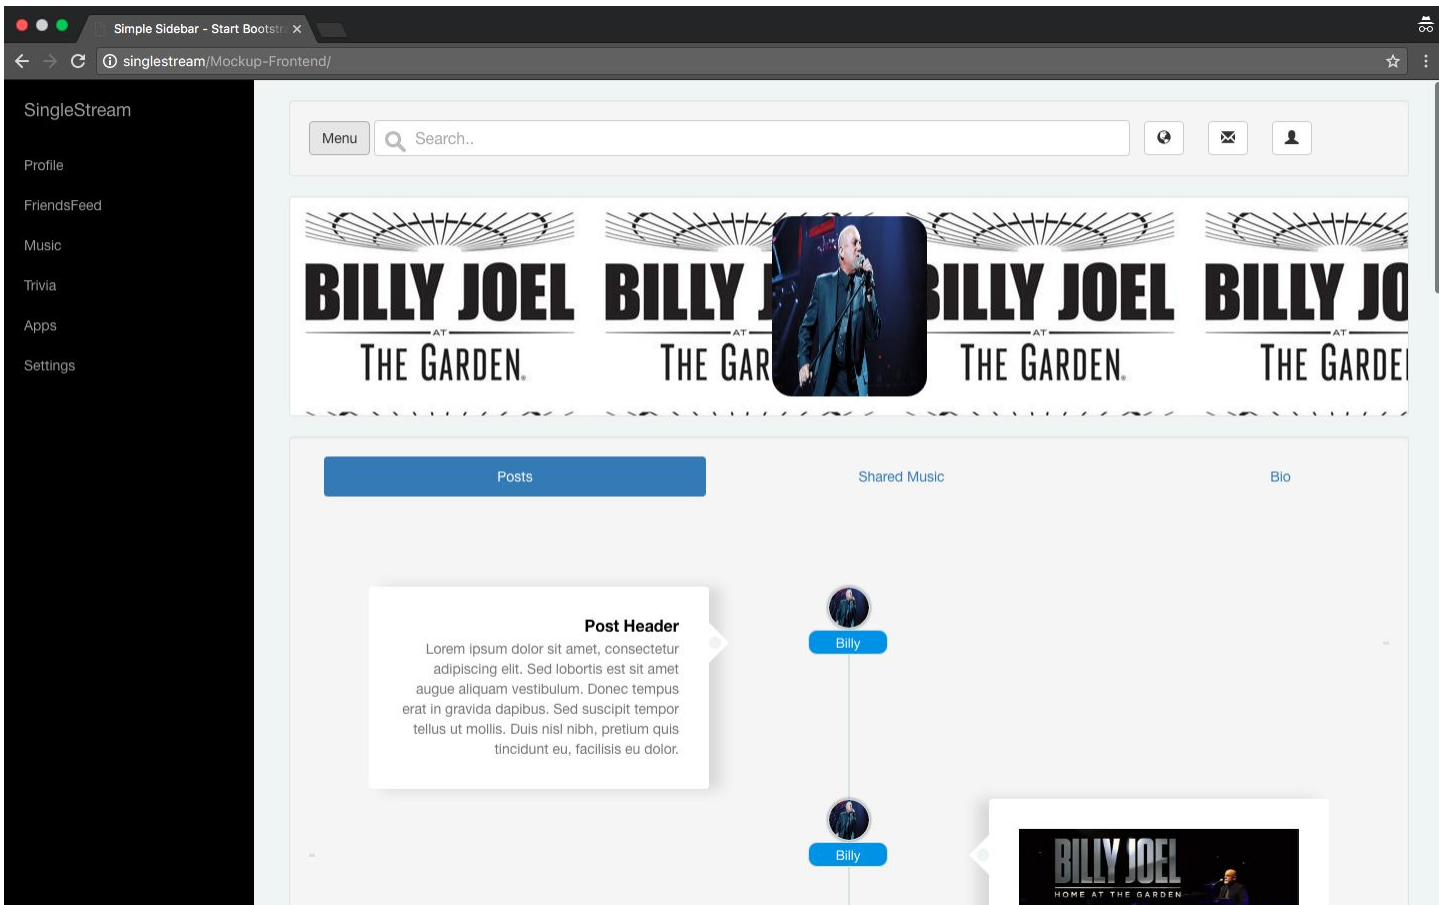 Simple Sidebar - Start Bootstr
singlestream/Mockup-Frontend/
SingleStream
Profile
FriendsFeed
Music
Trivia
Apps
Settings
Menu
Search..
BILLY JOEL
AT
THE GARDEN®
BILLY J
AT
THE GAR
BILLY JOEL
AT
THE GARDEN®
BILLY JO
AT
THE GARDE
Posts
Shared Music
Bio
Post Header
Lorem ipsum dolor sit amet, consectetur
adipiscing elit. Sed lobortis est sit amet
augue aliquam vestibulum. Donec tempus
erat in gravida dapibus. Sed suscipit tempor
tellus ut mollis. Duis nisl nibh, pretium quis
tincidunt eu, facilisis eu dolor.
Billy
Billy
BILLY JOEL
HOME AT THE GARDEN